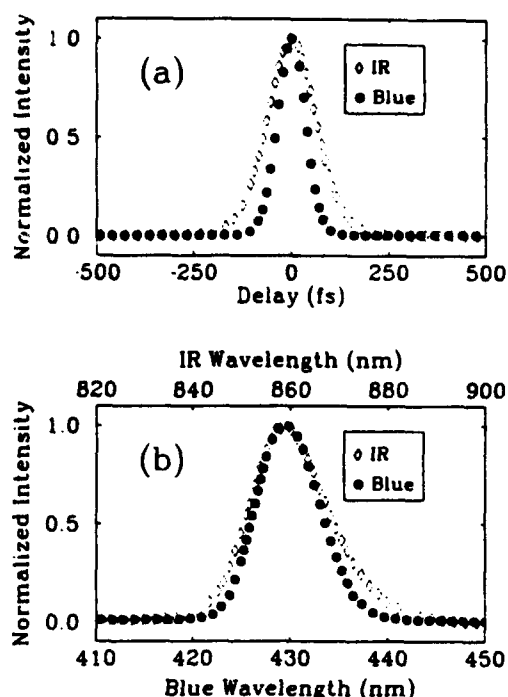 (a)
Normalized Intensity
1 0
0 5
0 0
◊ IR
● Blue
-500 -250 0 250 500
Delay (fs)
IR Wavelength (nm)
820 840 860 880 900
(b)
Normalized Intensity
1.0
0.5
0.0
◊ IR
● Blue
410 420 430 440 450
Blue Wavelength (nm)